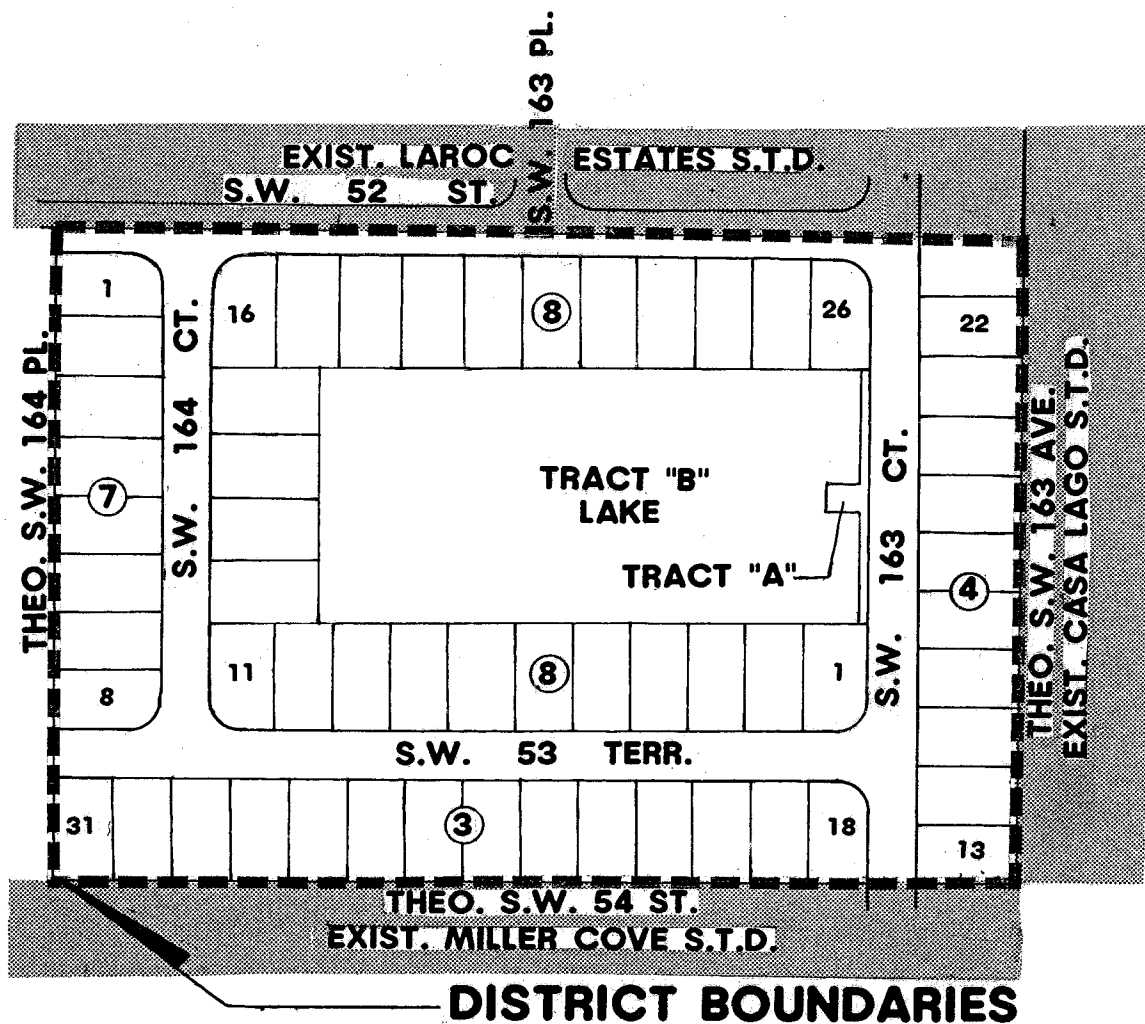 S.W. 163 PL.
EXIST. LAROC ESTATES S.T.D.
S.W. 52 ST.
1
16
8
26
22
THEO. S.W. 164 PL.
S.W. 164 CT.
7
TRACT "B"
LAKE
TRACT "A"
S.W. 163 CT.
4
THEO. S.W. 163 AVE.
EXIST. CASA LAGO S.T.D.
8
11
8
1
S.W. 53 TERR.
31
3
18
13
THEO. S.W. 54 ST.
EXIST. MILLER COVE S.T.D.
DISTRICT BOUNDARIES